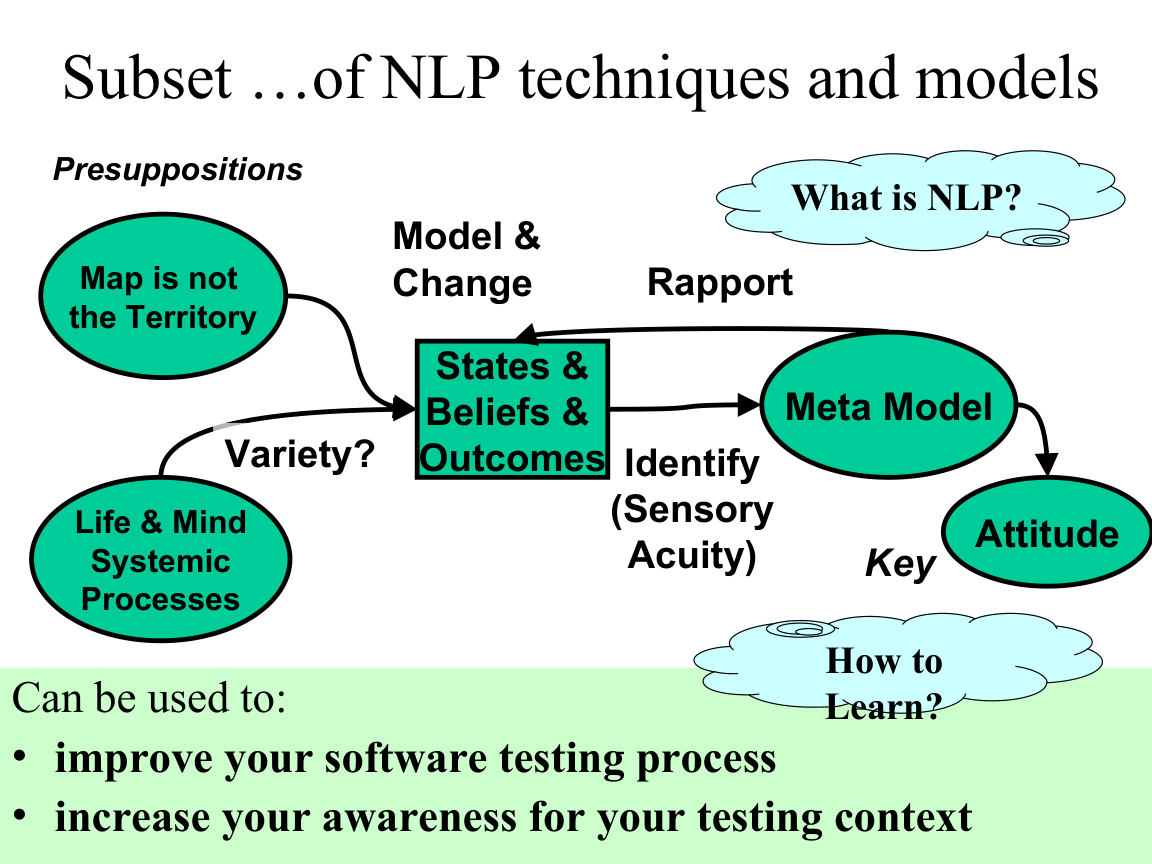 Subset …of NLP techniques and models
Presuppositions
What is NLP?
Model &
Change
Rapport
Map is not
the Territory
States &
Beliefs &
Outcomes
Meta Model
Variety?
Identify
(Sensory
Acuity)
Life & Mind
Systemic
Processes
Attitude
Key
How to
Learn?
Can be used to:
• improve your software testing process
• increase your awareness for your testing context